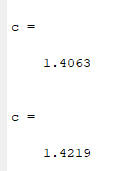 c =
1.4063
c =
1.4219